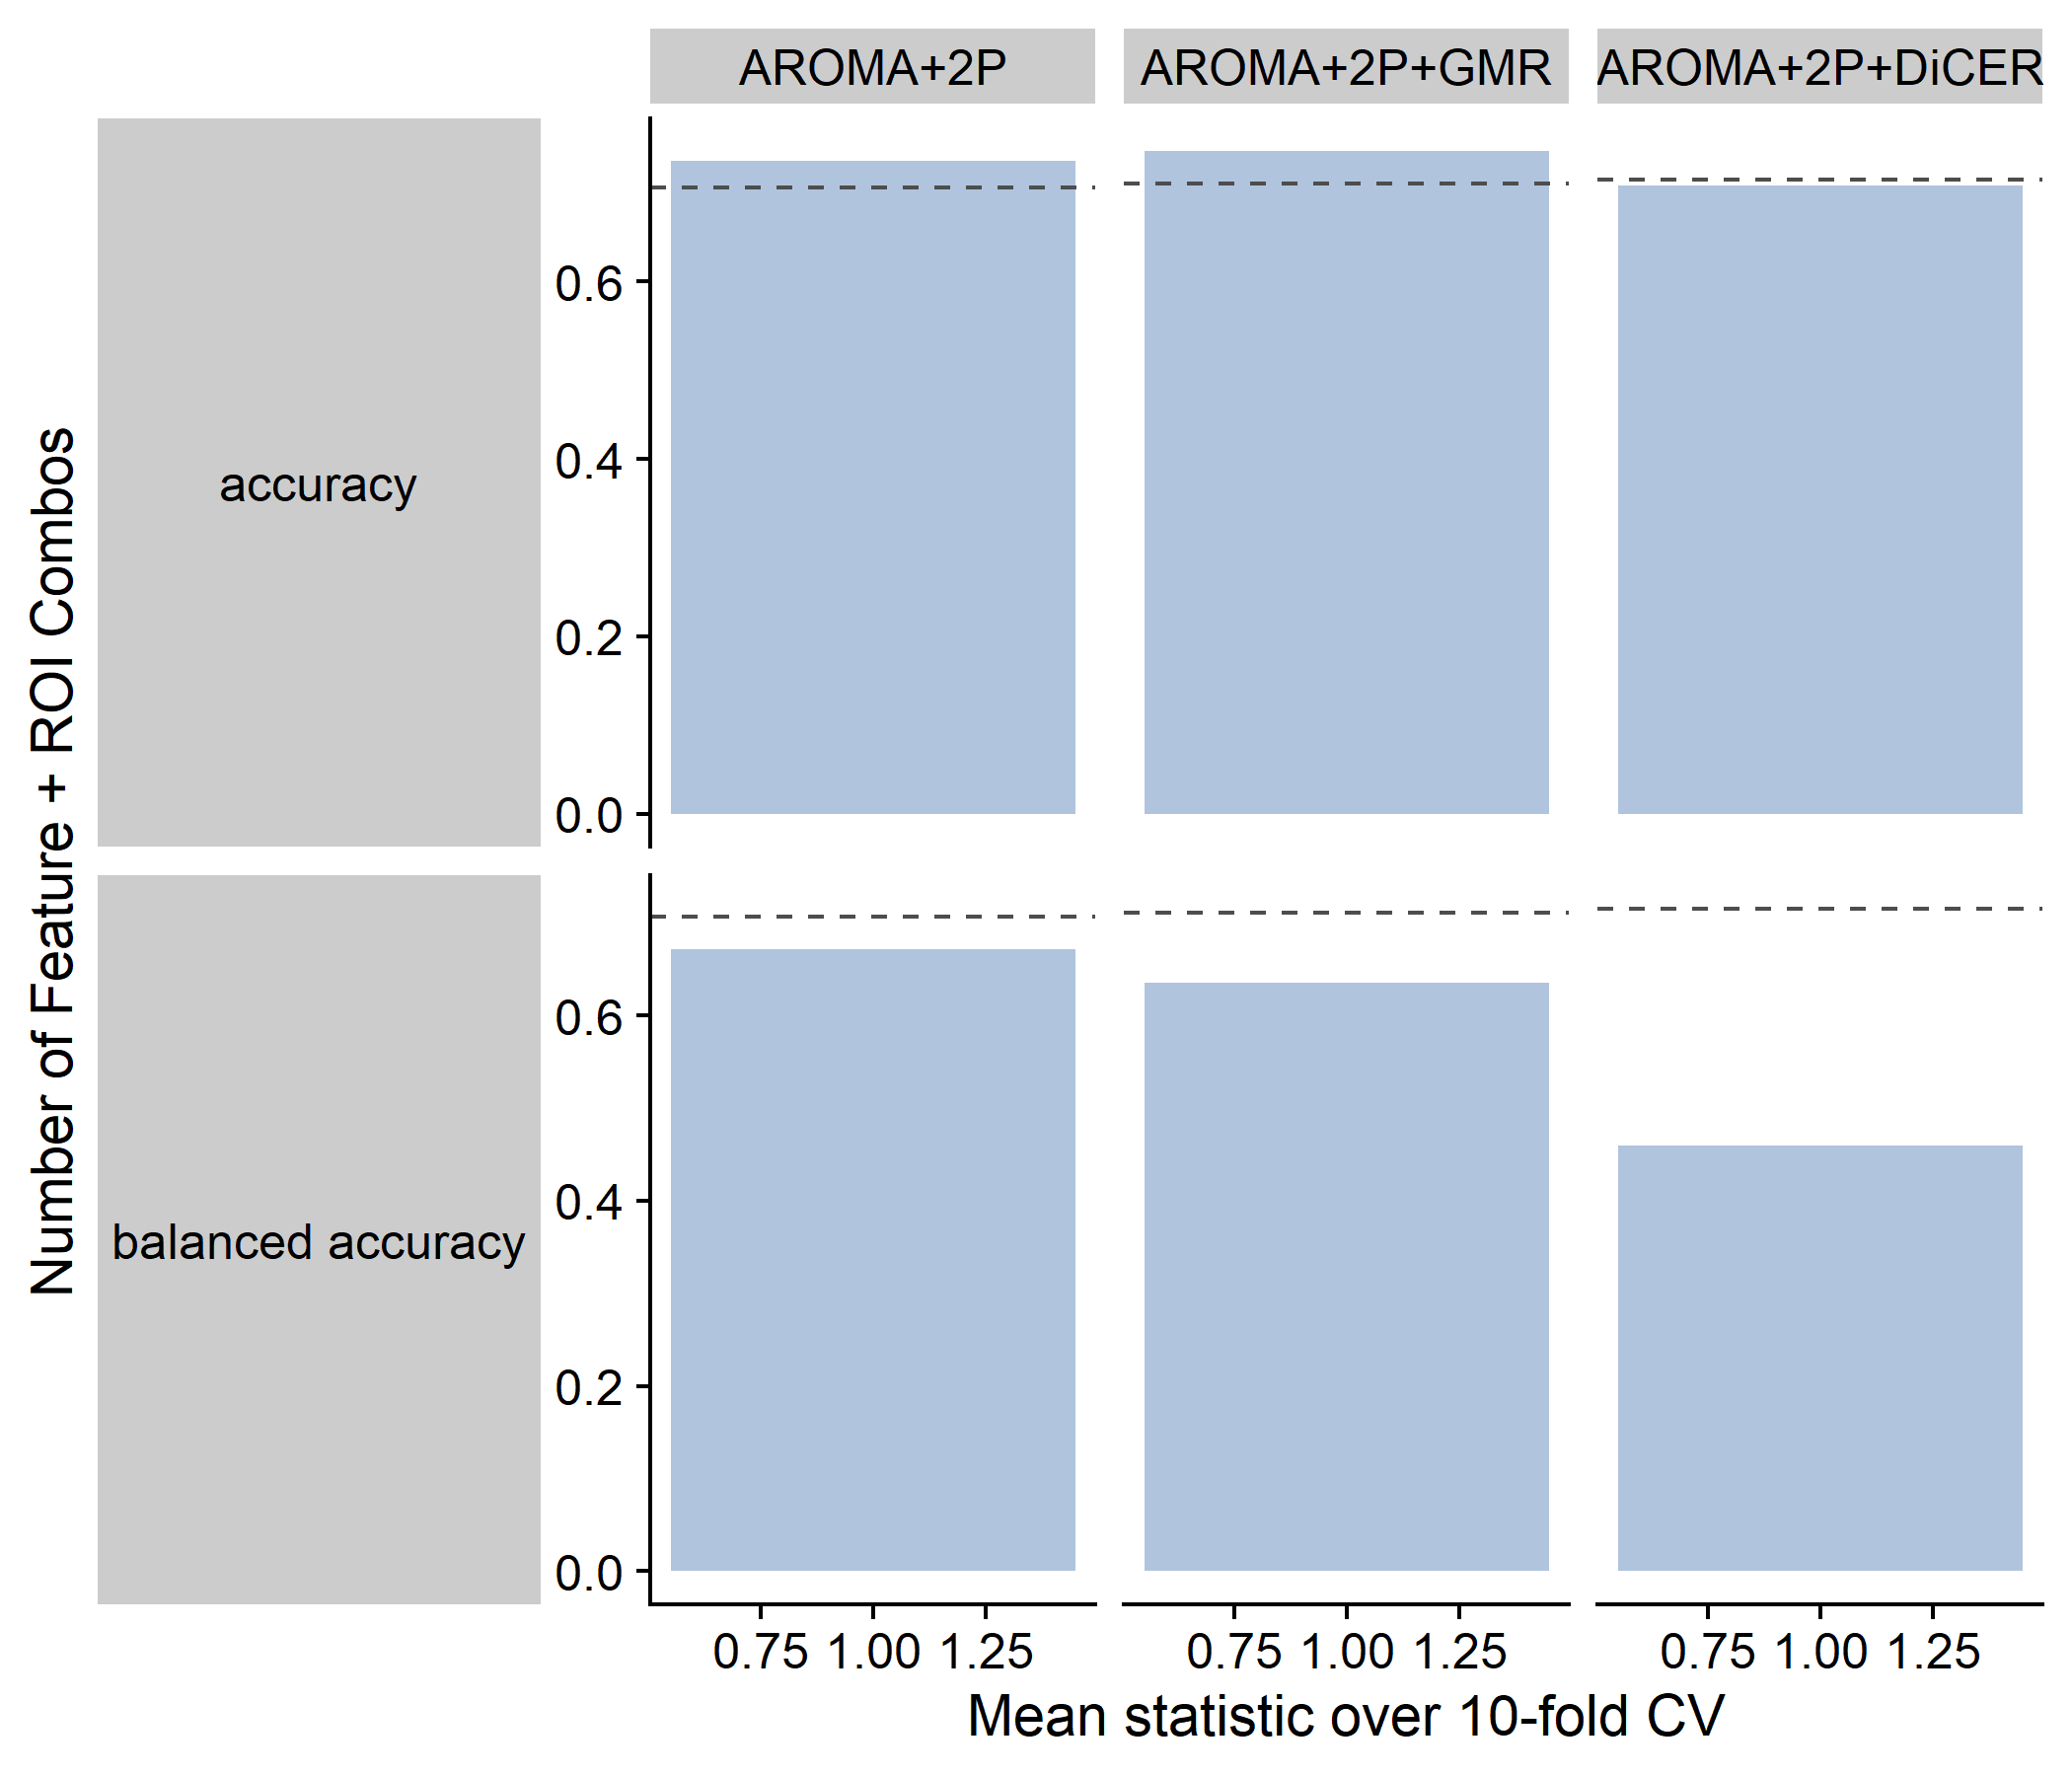 AROMA+2P
AROMA+2P+GMR
AROMA+2P+DiCER
Number of Feature + ROI Combos
accuracy
0.6
0.4
0.2
0.0
balanced accuracy
0.6
0.4
0.2
0.0
0.75 1.00 1.25
0.75 1.00 1.25
0.75 1.00 1.25
Mean statistic over 10-fold CV